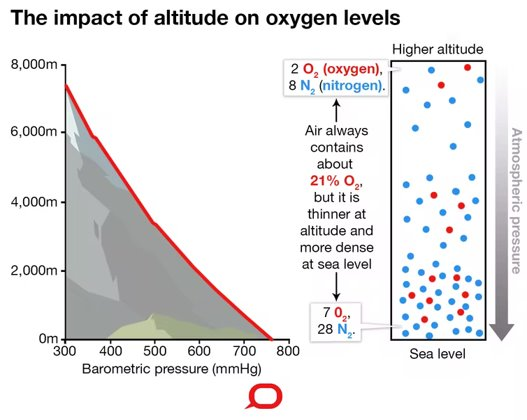 The impact of altitude on oxygen levels
8,000m
6,000m
4,000m
2,000m
0m
300
400
500
600
700
800
Barometric pressure (mmHg)
2 O₂ (oxygen),
8 N₂ (nitrogen).
Air always
contains
about
21% O₂,
but it is
thinner at
altitude and
more dense
at sea level
7 O₂,
28 N₂.
Higher altitude
Sea level
Atmospheric pressure